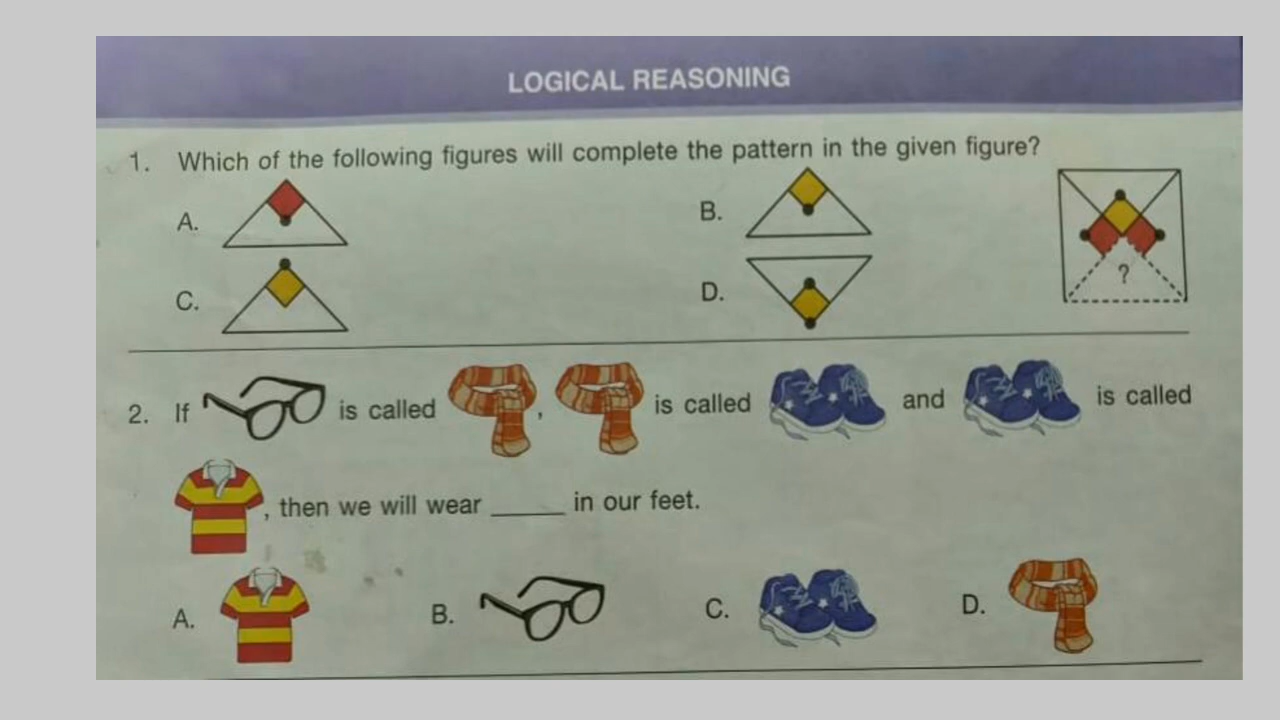 LOGICAL REASONING
1. Which of the following figures will complete the pattern in the given figure?
A. B.
?
C. D.
2. If is called , is called and is called
, then we will wear _____ in our feet.
A. B. C. D.